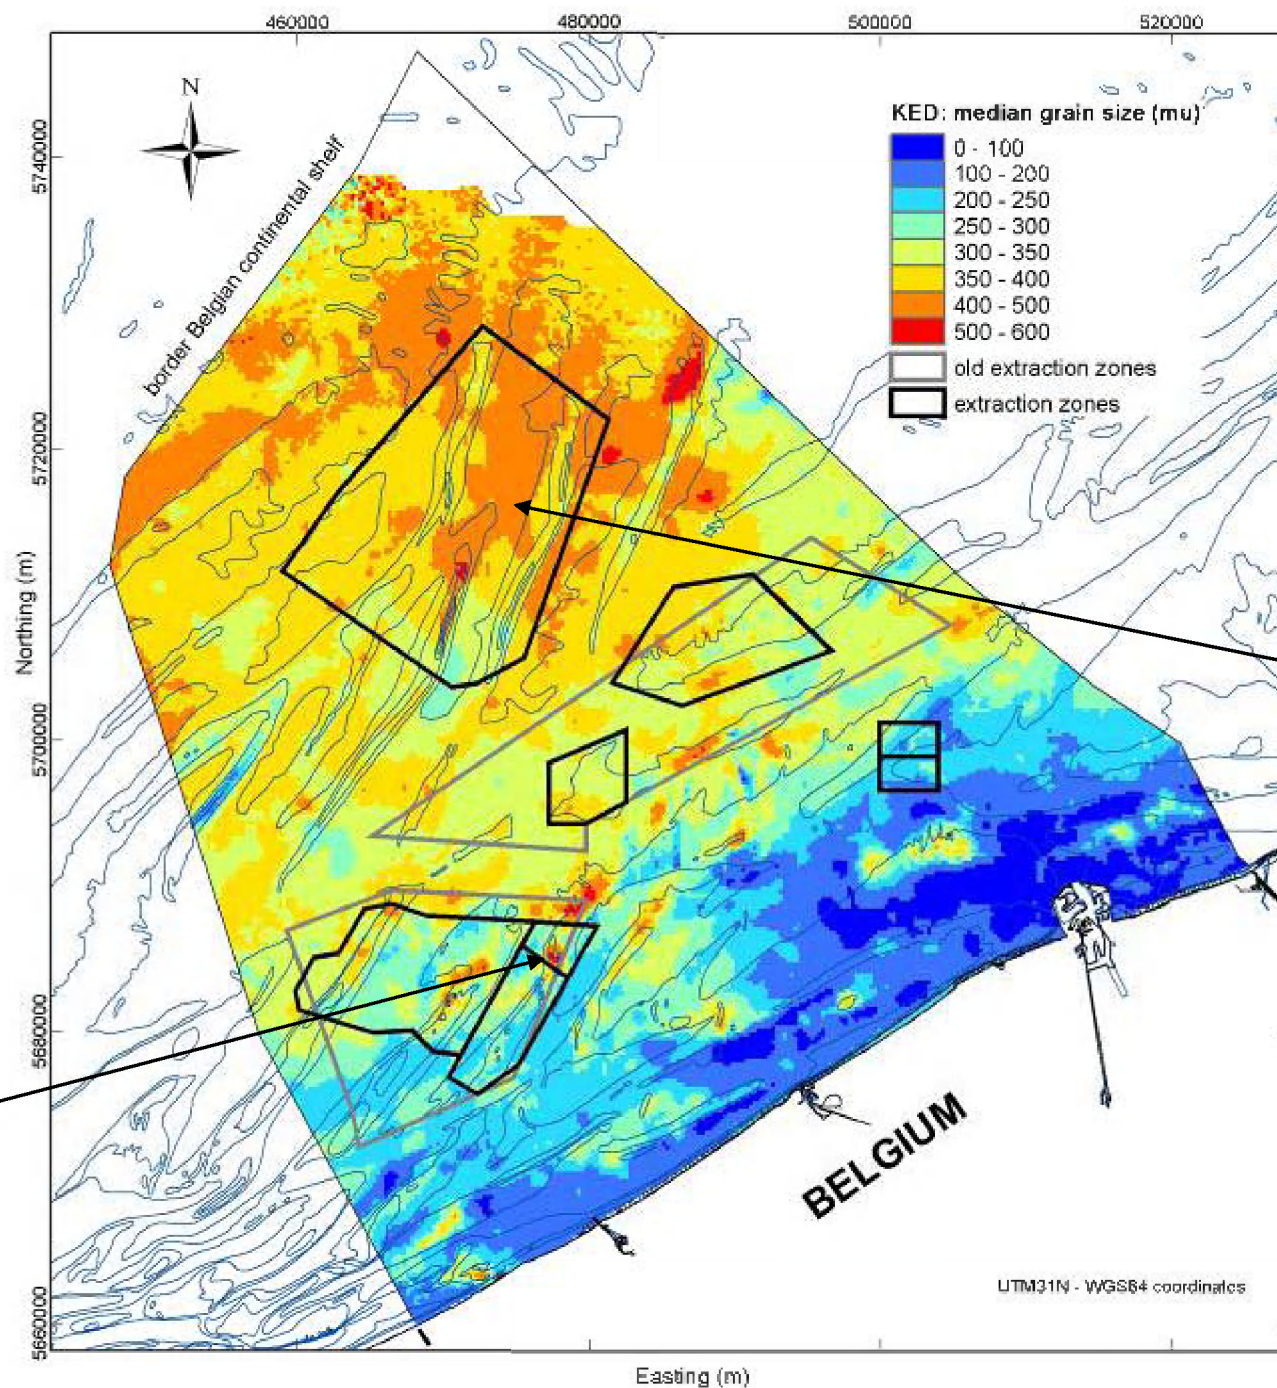 460000
480000
500000
520000
N
border Belgian continental shelf
KED: median grain size (mu)
0 - 100
100 - 200
200 - 250
250 - 300
300 - 350
350 - 400
400 - 500
500 - 600
old extraction zones
extraction zones
5740000
5720000
5700000
5680000
5660000
Northing (m)
BELGIUM
UTM31N - WGS84 coordinates
Easting (m)